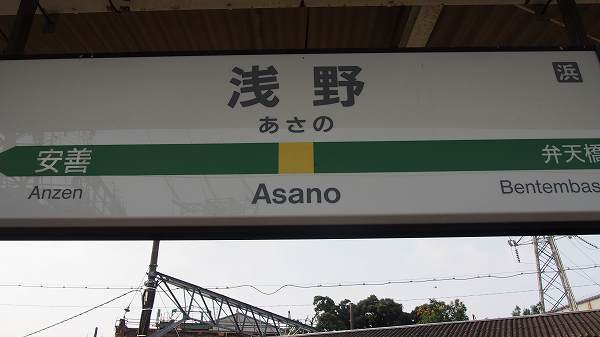 浅野
浜
あさの
安善
弁天橋
Anzen
Asano
Bentembas